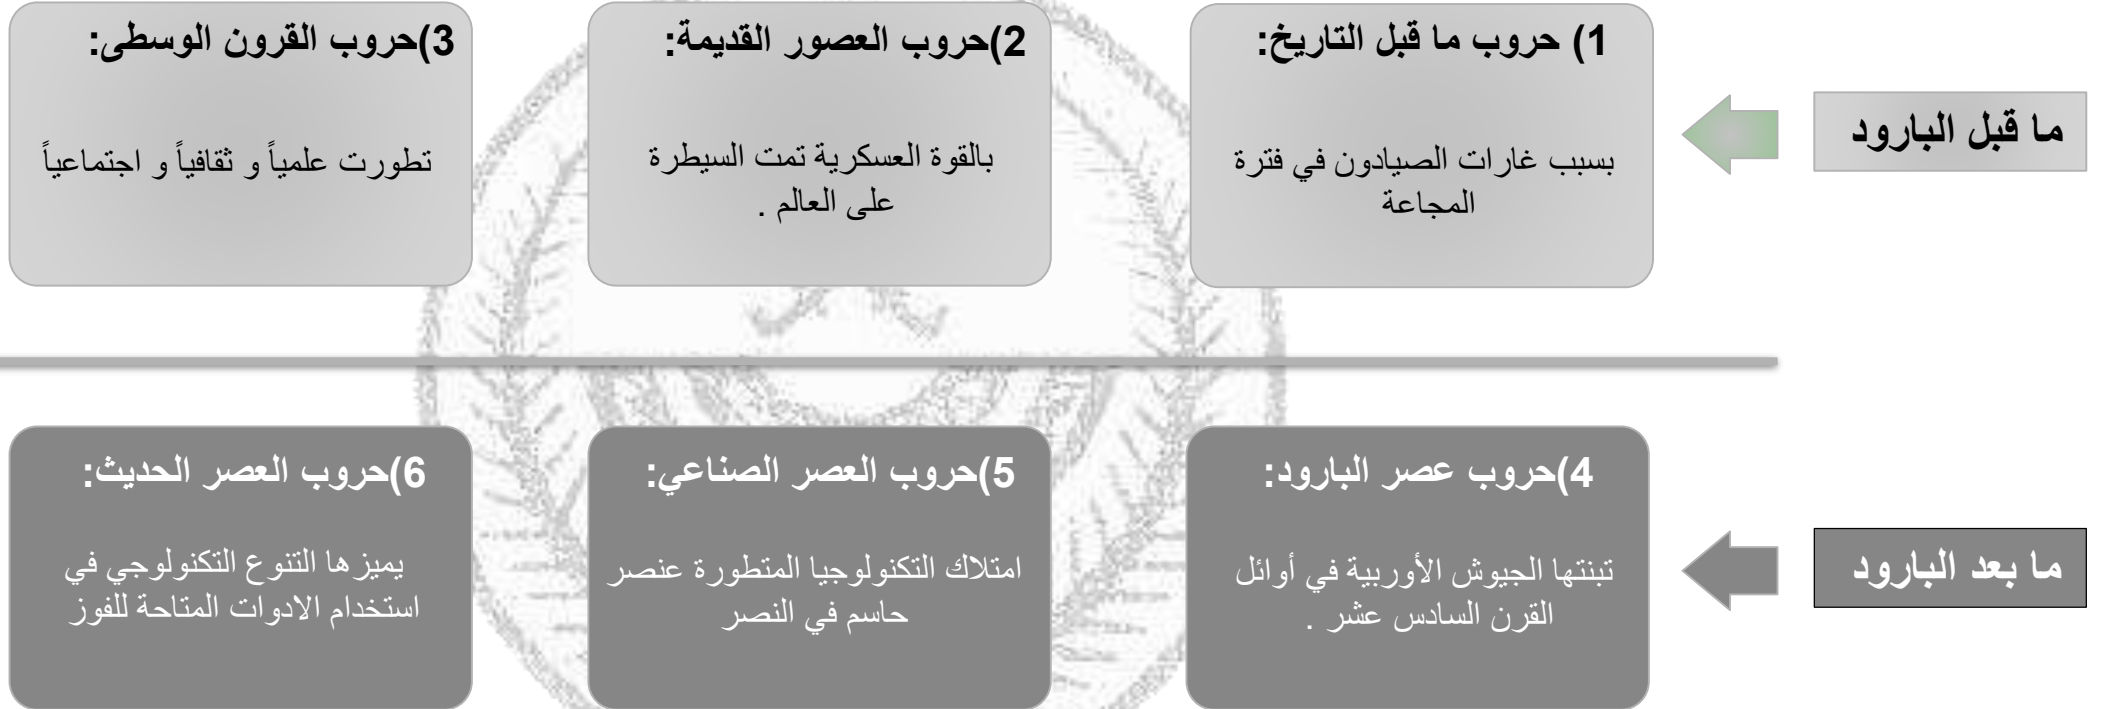 ما قبل البارود
1) حروب ما قبل التاريخ:
بسبب غارات الصيادون في فترة
المجاعة
2)حروب العصور القديمة:
بالقوة العسكرية تمت السيطرة
على العالم .
3)حروب القرون الوسطى:
تطورت علمياً و ثقافياً و اجتماعياً
ما بعد البارود
4)حروب عصر البارود:
تبنتها الجيوش الأوربية في أوائل
القرن السادس عشر .
5)حروب العصر الصناعي:
امتلاك التكنولوجيا المتطورة عنصر
حاسم في النصر
6)حروب العصر الحديث:
يميزها التنوع التكنولوجي في
استخدام الادوات المتاحة للفوز